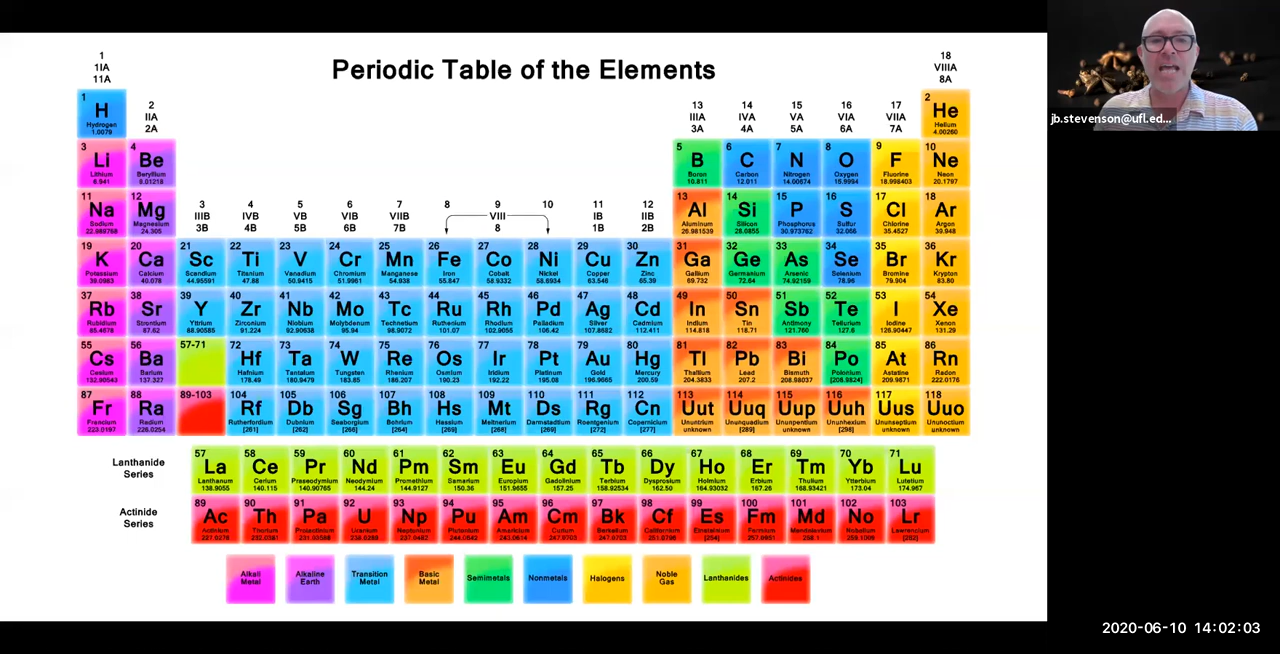 Periodic Table of the Elements
1
1IA
11A
18
VIIIA
8A
2
IIA
2A
13 14 15 16 17
IIIA IVA VA VIA VIIA
3A 4A 5A 6A 7A
3 4 5 6 7 8 9 10 11 12
IIIB IVB VB VIB VIIB VIII IB IIB
3B 4B 5B 6B 7B 8 1B 2B
1 2
H He
Hydrogen Helium
1.0079 4.00260
3 4 5 6 7 8 9 10
Li Be B C N O F Ne
Lithium Beryllium Boron Carbon Nitrogen Oxygen Fluorine Neon
6.941 9.01218 10.811 12.011 14.00674 15.9994 18.998403 20.1797
11 12 13 14 15 16 17 18
Na Mg Al Si P S Cl Ar
Sodium Magnesium Aluminum Silicon Phosphorus Sulfur Chlorine Argon
22.989768 24.305 26.981539 28.0855 30.973762 32.066 35.4527 39.948
19 20 21 22 23 24 25 26 27 28 29 30 31 32 33 34 35 36
K Ca Sc Ti V Cr Mn Fe Co Ni Cu Zn Ga Ge As Se Br Kr
Potassium Calcium Scandium Titanium Vanadium Chromium Manganese Iron Cobalt Nickel Copper Zinc Gallium Germanium Arsenic Selenium Bromine Krypton
39.0983 40.078 44.95591 47.88 50.9415 51.9961 54.938 55.847 58.9332 58.6934 63.546 65.39 69.732 72.64 74.92159 78.96 79.904 83.80
37 38 39 40 41 42 43 44 45 46 47 48 49 50 51 52 53 54
Rb Sr Y Zr Nb Mo Tc Ru Rh Pd Ag Cd In Sn Sb Te I Xe
Rubidium Strontium Yttrium Zirconium Niobium Molybdenum Technetium Ruthenium Rhodium Palladium Silver Cadmium Indium Tin Antimony Tellurium Iodine Xenon
85.4678 87.62 88.90585 91.224 92.90638 95.94 98.9072 101.07 102.9055 106.42 107.8682 112.411 114.818 118.71 121.760 127.6 126.90447 131.29
55 56 57-71 72 73 74 75 76 77 78 79 80 81 82 83 84 85 86
Cs Ba Hf Ta W Re Os Ir Pt Au Hg Tl Pb Bi Po At Rn
Cesium Barium Hafnium Tantalum Tungsten Rhenium Osmium Iridium Platinum Gold Mercury Thallium Lead Bismuth Polonium Astatine Radon
132.90543 137.327 178.49 180.9479 183.85 186.207 190.23 192.22 195.08 196.9665 200.59 204.3833 207.2 208.98037 [208.9824] 209.9871 222.0176
87 88 89-103 104 105 106 107 108 109 110 111 112 113 114 115 116 117 118
Fr Ra Rf Db Sg Bh Hs Mt Ds Rg Cn Uut Uuq Uup Uuh Uus Uuo
Francium Radium Rutherfordium Dubnium Seaborgium Bohrium Hassium Meitnerium Darmstadtium Roentgenium Copernicium Ununtrium Ununquadium Ununpentium Ununhexium Ununseptium Ununoctium
223.0197 226.0254 [261] [262] [266] [264] [269] [268] [269] [272] [277] unknown [289] unknown [298] unknown unknown
Lanthanide
Series
57 58 59 60 61 62 63 64 65 66 67 68 69 70 71
La Ce Pr Nd Pm Sm Eu Gd Tb Dy Ho Er Tm Yb Lu
Lanthanum Cerium Praseodymium Neodymium Promethium Samarium Europium Gadolinium Terbium Dysprosium Holmium Erbium Thulium Ytterbium Lutetium
138.9055 140.115 140.90765 144.24 144.9127 150.36 151.9655 157.25 158.92534 162.50 164.93032 167.26 168.93421 173.04 174.967
Actinide
Series
89 90 91 92 93 94 95 96 97 98 99 100 101 102 103
Ac Th Pa U Np Pu Am Cm Bk Cf Es Fm Md No Lr
Actinium Thorium Protactinium Uranium Neptunium Plutonium Americium Curium Berkelium Californium Einsteinium Fermium Mendelevium Nobelium Lawrencium
227.0278 232.0381 231.03588 238.0289 237.0482 244.0642 243.0614 247.0703 247.0703 251.0796 [254] 257.0951 258.1 259.1009 [262]
Alkali
Metal
Alkaline
Earth
Transition
Metal
Basic
Metal
Semimetals
Nonmetals
Halogens
Noble
Gas
Lanthanides
Actinides
jb.stevenson@ufl.ed...
2020-06-10 14:02:03